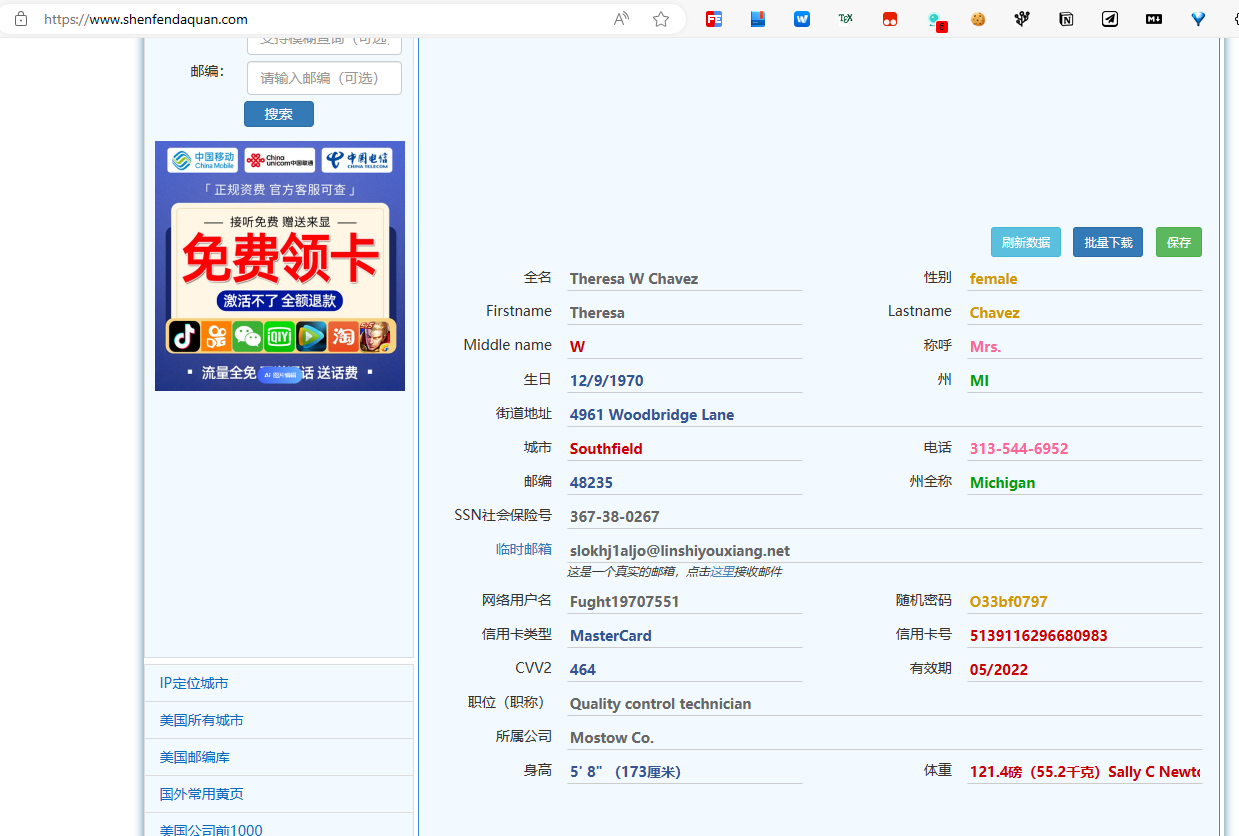 https://www.shenfendaquan.com
邮编：
请输入邮编（可选）
搜索
中国移动
China Mobile
China
unicom中国联通
中国电信
CHINA TELECOM
「 正规资费 官方客服可查 」
接听免费 赠送来显
免费领卡
激活不了 全额退款
流量全免
话 送话费
IP定位城市
美国所有城市
美国邮编库
国外常用黄页
美国公司前1000
刷新数据 批量下载 保存
全名 Theresa W Chavez 性别 female
Firstname Theresa Lastname Chavez
Middle name W 称呼 Mrs.
生日 12/9/1970 州 MI
街道地址 4961 Woodbridge Lane
城市 Southfield 电话 313-544-6952
邮编 48235 州全称 Michigan
SSN社会保险号 367-38-0267
临时邮箱 slokhj1aljo@linshiyouxiang.net
这是一个真实的邮箱，点击这里接收邮件
网络用户名 Fught19707551 随机密码 O33bf0797
信用卡类型 MasterCard 信用卡号 5139116296680983
CVV2 464 有效期 05/2022
职位（职称） Quality control technician
所属公司 Mostow Co.
身高 5' 8" （173厘米） 体重 121.4磅（55.2千克）Sally C Newto